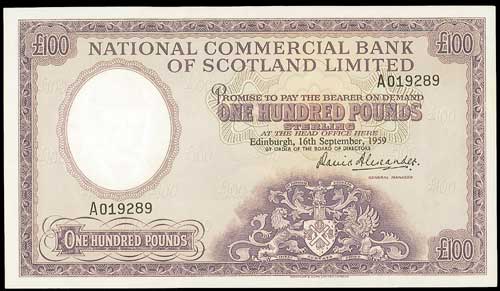 £100 £100
NATIONAL COMMERCIAL BANK
OF SCOTLAND LIMITED
A019289
PROMISE TO PAY THE BEARER ON DEMAND
ONE HUNDRED POUNDS
STERLING
AT THE HEAD OFFICE HERE
Edinburgh, 16th September, 1959
BY ORDER OF THE BOARD OF DIRECTORS
David Alexander
GENERAL MANAGER
A019289
ONE HUNDRED POUNDS
£100